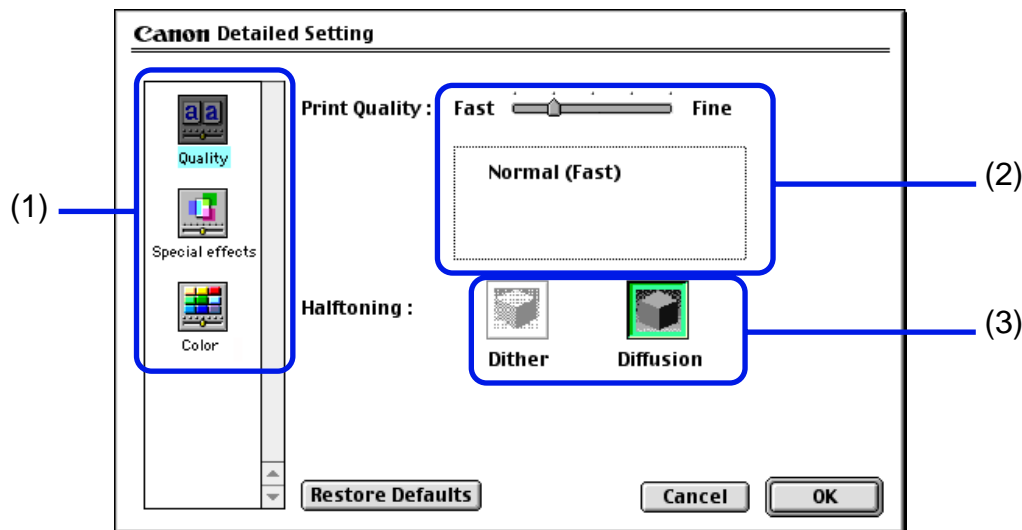 Canon Detailed Setting
Print Quality : Fast Fine
a a
Quality
Normal (Fast)
(2)
(1)
Special effects
Halftoning :
(3)
Color
Dither Diffusion
Restore Defaults Cancel OK